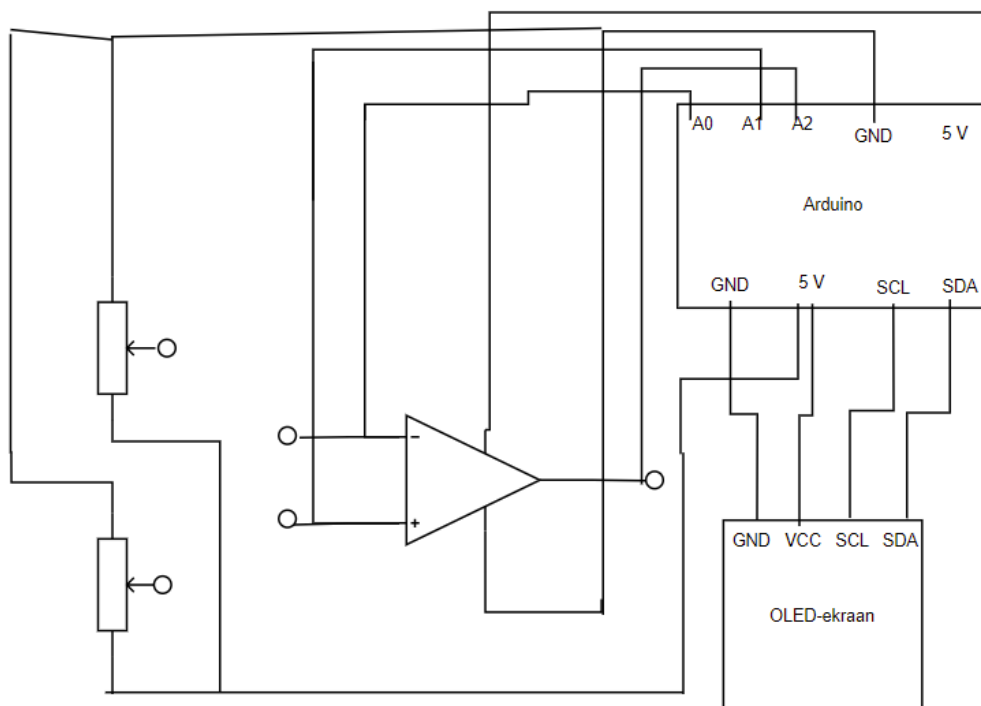 A0 A1 A2 GND 5 V
Arduino
GND 5 V SCL SDA
−
+
GND VCC SCL SDA
OLED-ekraan